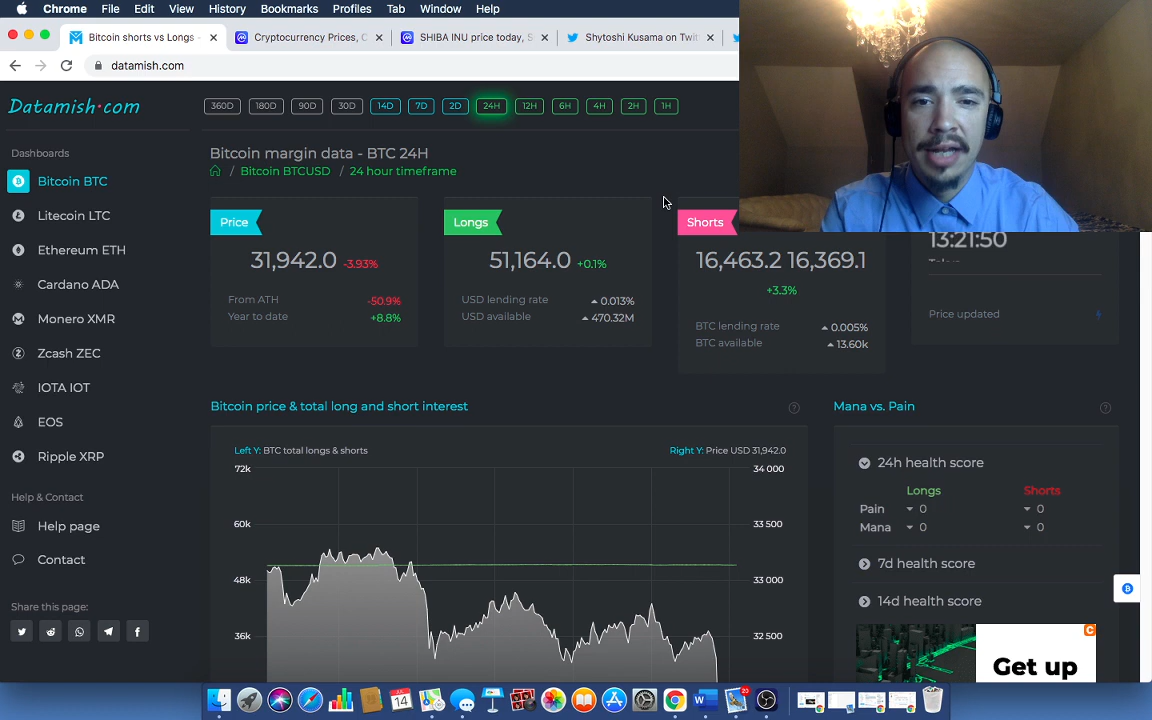 Chrome File Edit View History Bookmarks Profiles Tab Window Help
Bitcoin shorts vs Longs - Cryptocurrency Prices, C SHIBA INU price today, S Shytoshi Kusama on Twit
datamish.com
Datamish.com
360D 180D 90D 30D 14D 7D 2D 24H 12H 6H 4H 2H 1H
Dashboards
Bitcoin BTC
Litecoin LTC
Ethereum ETH
Cardano ADA
Monero XMR
Zcash ZEC
IOTA IOT
EOS
Ripple XRP
Help & Contact
Help page
Contact
Share this page:
Bitcoin margin data - BTC 24H
/ Bitcoin BTCUSD / 24 hour timeframe
Price
31,942.0 -3.93%
From ATH -50.9%
Year to date +8.8%
Longs
51,164.0 +0.1%
USD lending rate 0.013%
USD available 470.32M
Shorts
16,463.2 16,369.1
+3.3%
BTC lending rate 0.005%
BTC available 13.60k
13:21:50
Price updated
Bitcoin price & total long and short interest
Left Y: BTC total longs & shorts Right Y: Price USD 31,942.0
72k 34 000
60k 33 500
48k 33 000
36k 32 500
Mana vs. Pain
24h health score
Longs Shorts
Pain 0 0
Mana 0 0
7d health score
14d health score
Get up
JUL
14
20